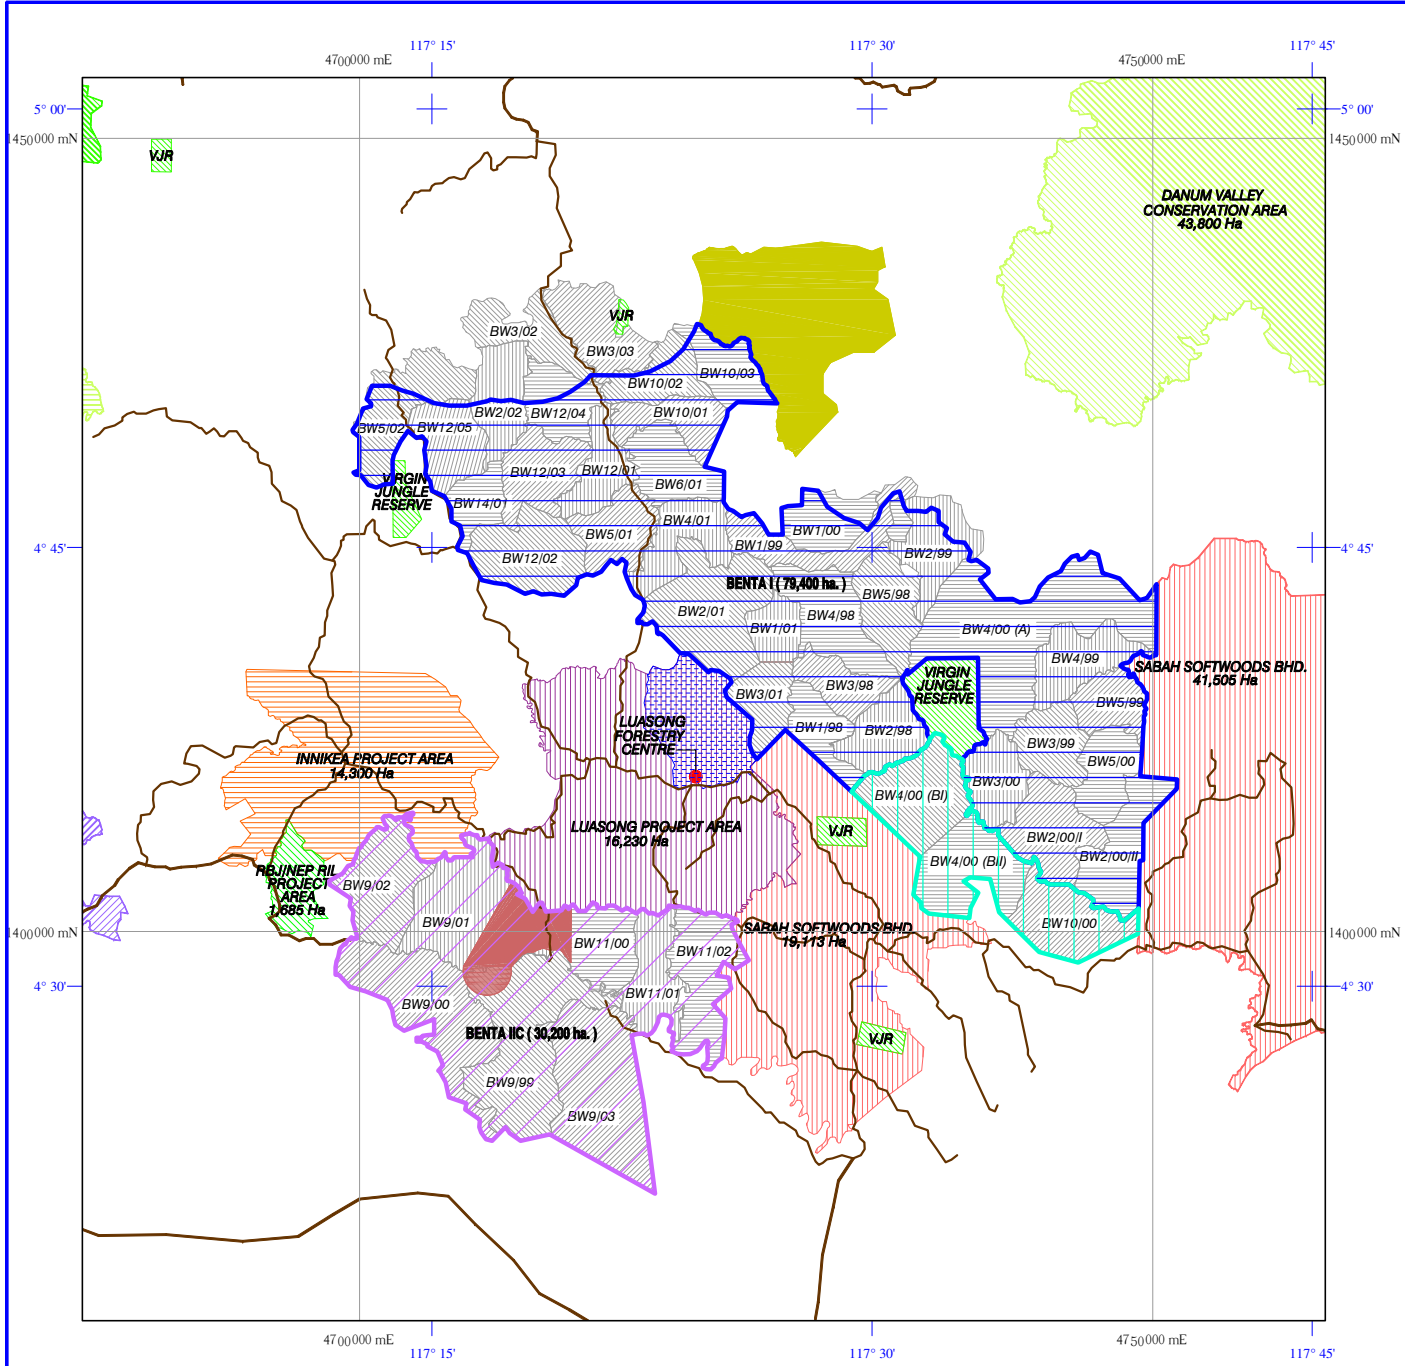 117° 15'
117° 30'
117° 45'
4700000 mE
4750000 mE
5° 00'
5° 00'
1450000 mN
1450000 mN
VJR
DANUM VALLEY
CONSERVATION AREA
43,800 Ha
VJR
BW3/02
BW3/03
BW10/03
BW10/02
BW2/02
BW12/04
BW10/01
BW5/02
BW12/05
BW12/03
BW12/01
VIRGIN
JUNGLE
RESERVE
BW6/01
BW14/01
BW4/01
BW5/01
BW1/00
BW1/99
BW2/99
4° 45'
4° 45'
BW12/02
BENTA I ( 79,400 ha. )
BW5/98
BW2/01
BW4/98
BW1/01
BW4/00 (A)
BW4/99
SABAH SOFTWOODS BHD.
41,505 Ha
VIRGIN
JUNGLE
RESERVE
BW3/01
BW3/98
BW5/99
BW1/98
BW2/98
LUASONG
FORESTRY
CENTRE
BW3/99
BW5/00
INNIKEA PROJECT AREA
14,300 Ha
BW3/00
BW4/00 (BI)
LUASONG PROJECT AREA
16,230 Ha
VJR
BW2/00/I
BW2/00/II
BW4/00 (BII)
RBJ/NEP RIL
PROJECT
AREA
1,685 Ha
BW9/02
BW9/01
BW10/00
SABAH SOFTWOODS BHD
19,113 Ha
1400000 mN
1400000 mN
BW11/00
BW11/02
4° 30'
4° 30'
BW11/01
BW9/00
BENTA IIC ( 30,200 ha. )
VJR
BW9/99
BW9/03
4700000 mE
4750000 mE
117° 15'
117° 30'
117° 45'